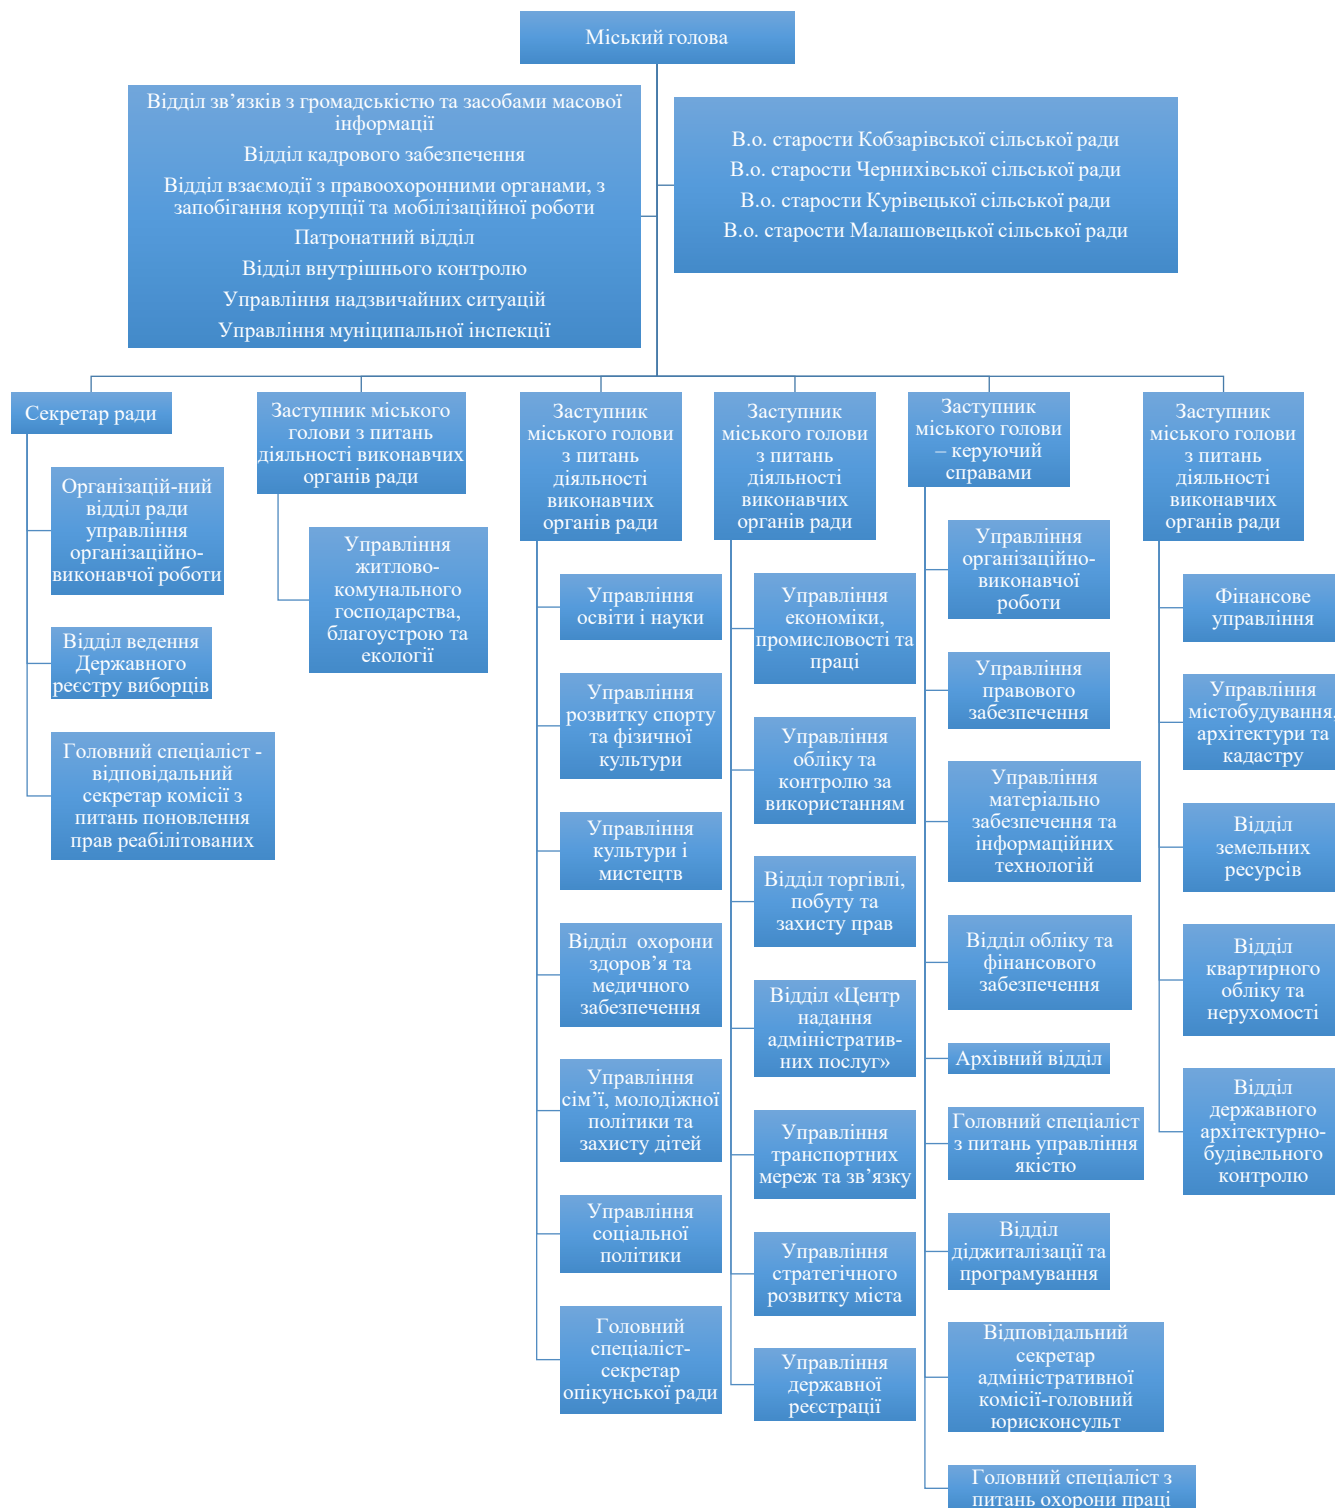 Міський голова
Відділ зв’язків з громадськістю та засобами масової
інформації
Відділ кадрового забезпечення
Відділ взаємодії з правоохоронними органами, з
запобігання корупції та мобілізаційної роботи
Патронатний відділ
Відділ внутрішнього контролю
Управління надзвичайних ситуацій
Управління муніципальної інспекції
В.о. старости Кобзарівської сільської ради
В.о. старости Чернихівської сільської ради
В.о. старости Курівецької сільської ради
В.о. старости Малашовецької сільської ради
Секретар ради
Організацій-ний
відділ ради
управління
організаційно-
виконавчої роботи
Відділ ведення
Державного
реєстру виборців
Головний спеціаліст -
відповідальний
секретар комісії з
питань поновлення
прав реабілітованих
Заступник міського
голови з питань
діяльності виконавчих
органів ради
Управління
житлово-
комунального
господарства,
благоустрою та
екології
Заступник
міського голови
з питань
діяльності
виконавчих
органів ради
Управління
освіти і науки
Управління
розвитку спорту
та фізичної
культури
Управління
культури і
мистецтв
Відділ  охорони
здоров’я та
медичного
забезпечення
Управління
сім’ї, молодіжної
політики та
захисту дітей
Управління
соціальної
політики
Головний
спеціаліст-
секретар
опікунської ради
Заступник
міського голови
з питань
діяльності
виконавчих
органів ради
Управління
економіки,
промисловості та
праці
Управління
обліку та
контролю за
використанням
Відділ торгівлі,
побуту та
захисту прав
Відділ «Центр
надання
адміністратив-
них послуг»
Управління
транспортних
мереж та зв’язку
Управління
стратегічного
розвитку міста
Управління
державної
реєстрації
Заступник
міського голови
– керуючий
справами
Управління
організаційно-
виконавчої
роботи
Управління
правового
забезпечення
Управління
матеріально
забезпечення та
інформаційних
технологій
Відділ обліку та
фінансового
забезпечення
Архівний відділ
Головний спеціаліст
з питань управління
якістю
Відділ
діджиталізації та
програмування
Відповідальний
секретар
адміністративної
комісії-головний
юрисконсульт
Головний спеціаліст з
питань охорони праці
Заступник
міського голови
з питань
діяльності
виконавчих
органів ради
Фінансове
управління
Управління
містобудування,
архітектури та
кадастру
Відділ
земельних
ресурсів
Відділ
квартирного
обліку та
нерухомості
Відділ
державного
архітектурно-
будівельного
контролю